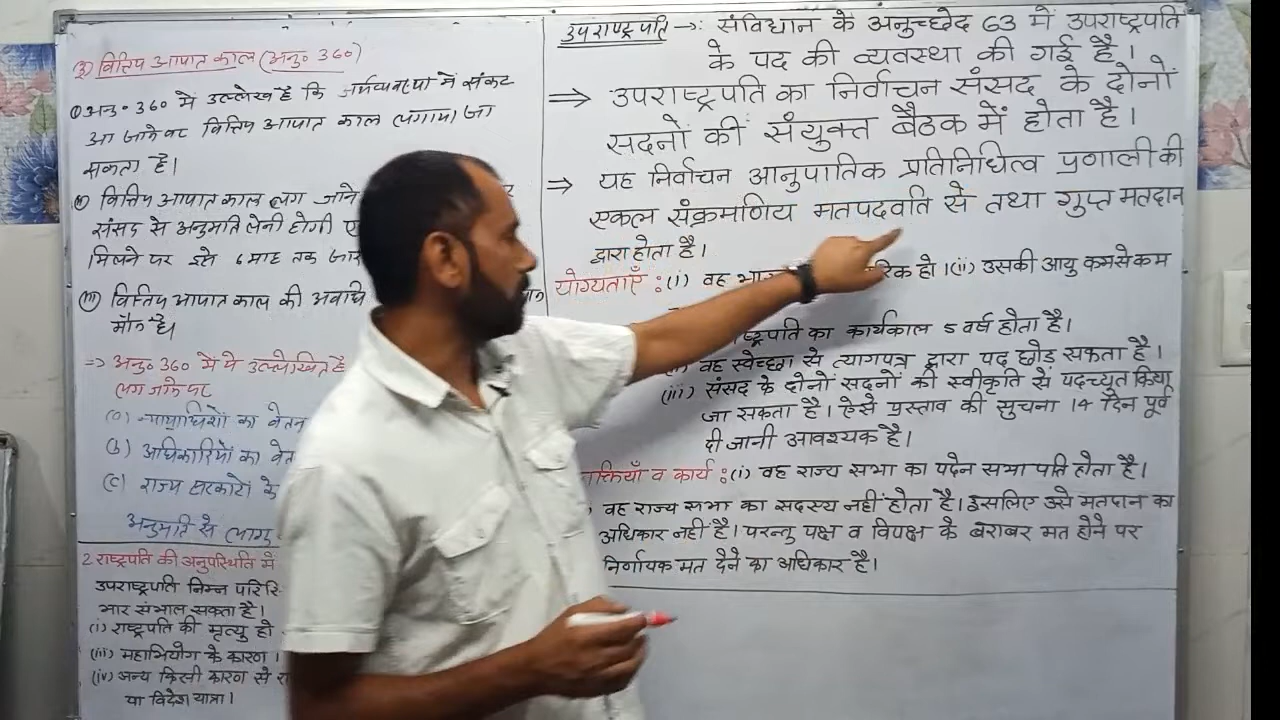 3) वित्तिय आपात काल (अनु० 360)
(i) अनु० 360 में उल्लेख है कि अर्थव्यवस्था में संकट
आ जाने पर वित्तिय आपात काल लगाया जा
सकता है।
(ii) वित्तिय आपात काल लग जाने
संसद से अनुमति लेनी होगी
मिलने पर इसे 6 माह तक
(iii) वित्तिय आपात काल की अवधि
=> अनु० 360 में ये उल्लेखित है
लग जाने पर
(a) न्यायाधिशों का वेतन
(b) अधिकारियों का
(c) राज्य सरकारों के
अनुमति से लागू
2. राष्ट्रपति की अनुपस्थिति में
उपराष्ट्रपति निम्न
भार संभाल सकता है।
(i) राष्ट्रपति की मृत्यु हो
(iii) महाभियोग के कारण।
(iv) अन्य किसी कारण से
या विदेश यात्रा।
उपराष्ट्रपति →: संविधान के अनुच्छेद 63 में उपराष्ट्रपति
के पद की व्यवस्था की गई है।
⇒ उपराष्ट्रपति का निर्वाचन संसद के दोनों
सदनों की संयुक्त बैठक में होता है।
⇒ यह निर्वाचन आनुपातिक प्रतिनिधित्व प्रणाली की
एकल संक्रमणिय मतपदवति से तथा गुप्त मतदान
द्वारा होता है।
योग्यताएँ : (i) वह हो। (ii) उसकी आयु कम से कम
का कार्यकाल 5 वर्ष होता है।
वह स्वेच्छा से त्यागपत्र द्वारा पद छोड़ सकता है।
(iii) संसद के दोनों सदनों की स्वीकृति से पदच्युत किया
जा सकता है। ऐसे प्रस्ताव की सुचना 14 दिन पूर्व
दी जानी आवश्यक है।
व कार्य : (i) वह राज्य सभा का पदेन सभापति होता है।
वह राज्य सभा का सदस्य नहीं होता है। इसलिए उसे मतदान का
अधिकार नहीं है। परन्तु पक्ष व विपक्ष के बराबर मत होने पर
निर्णायक मत देने का अधिकार है।